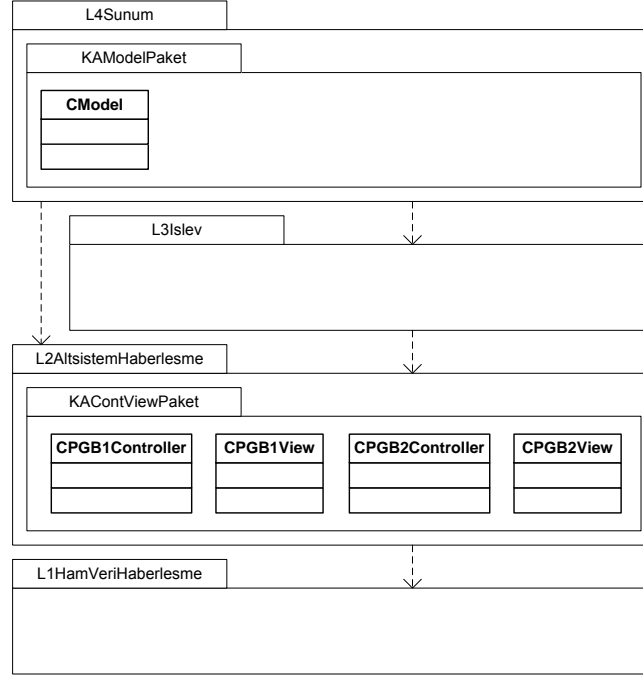 L4Sunum
KAModelPaket
CModel
L3Islev
L2AltsistemHaberlesme
KAContViewPaket
CPGB1Controller CPGB1View CPGB2Controller CPGB2View
L1HamVeriHaberlesme